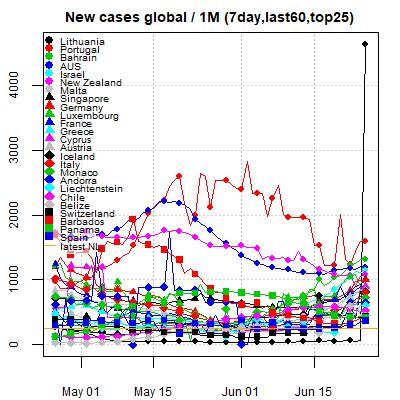 New cases global / 1M (7day,last60,top25)
Lithuania
Portugal
Bahrain
AUS
Israel
New Zealand
Malta
Singapore
Germany
Luxembourg
France
Greece
Cyprus
Austria
Iceland
Italy
Monaco
Andorra
Liechtenstein
Chile
Belize
Switzerland
Barbados
Panama
Spain
latest NL
0
1000
2000
3000
4000
May 01
May 15
Jun 01
Jun 15